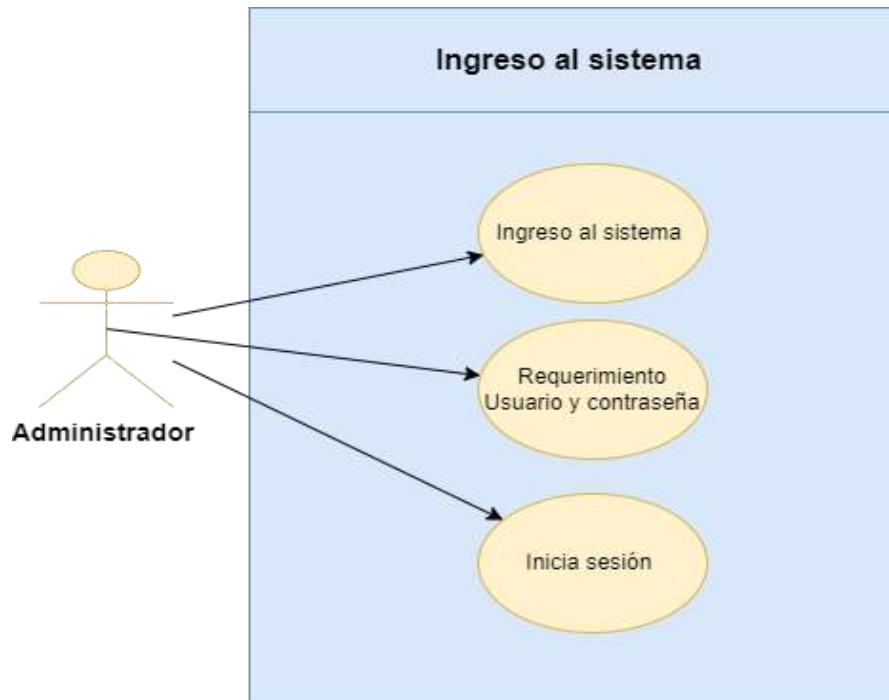 Ingreso al sistema
Ingreso al sistema
Requerimiento
Usuario y contraseña
Administrador
Inicia sesión